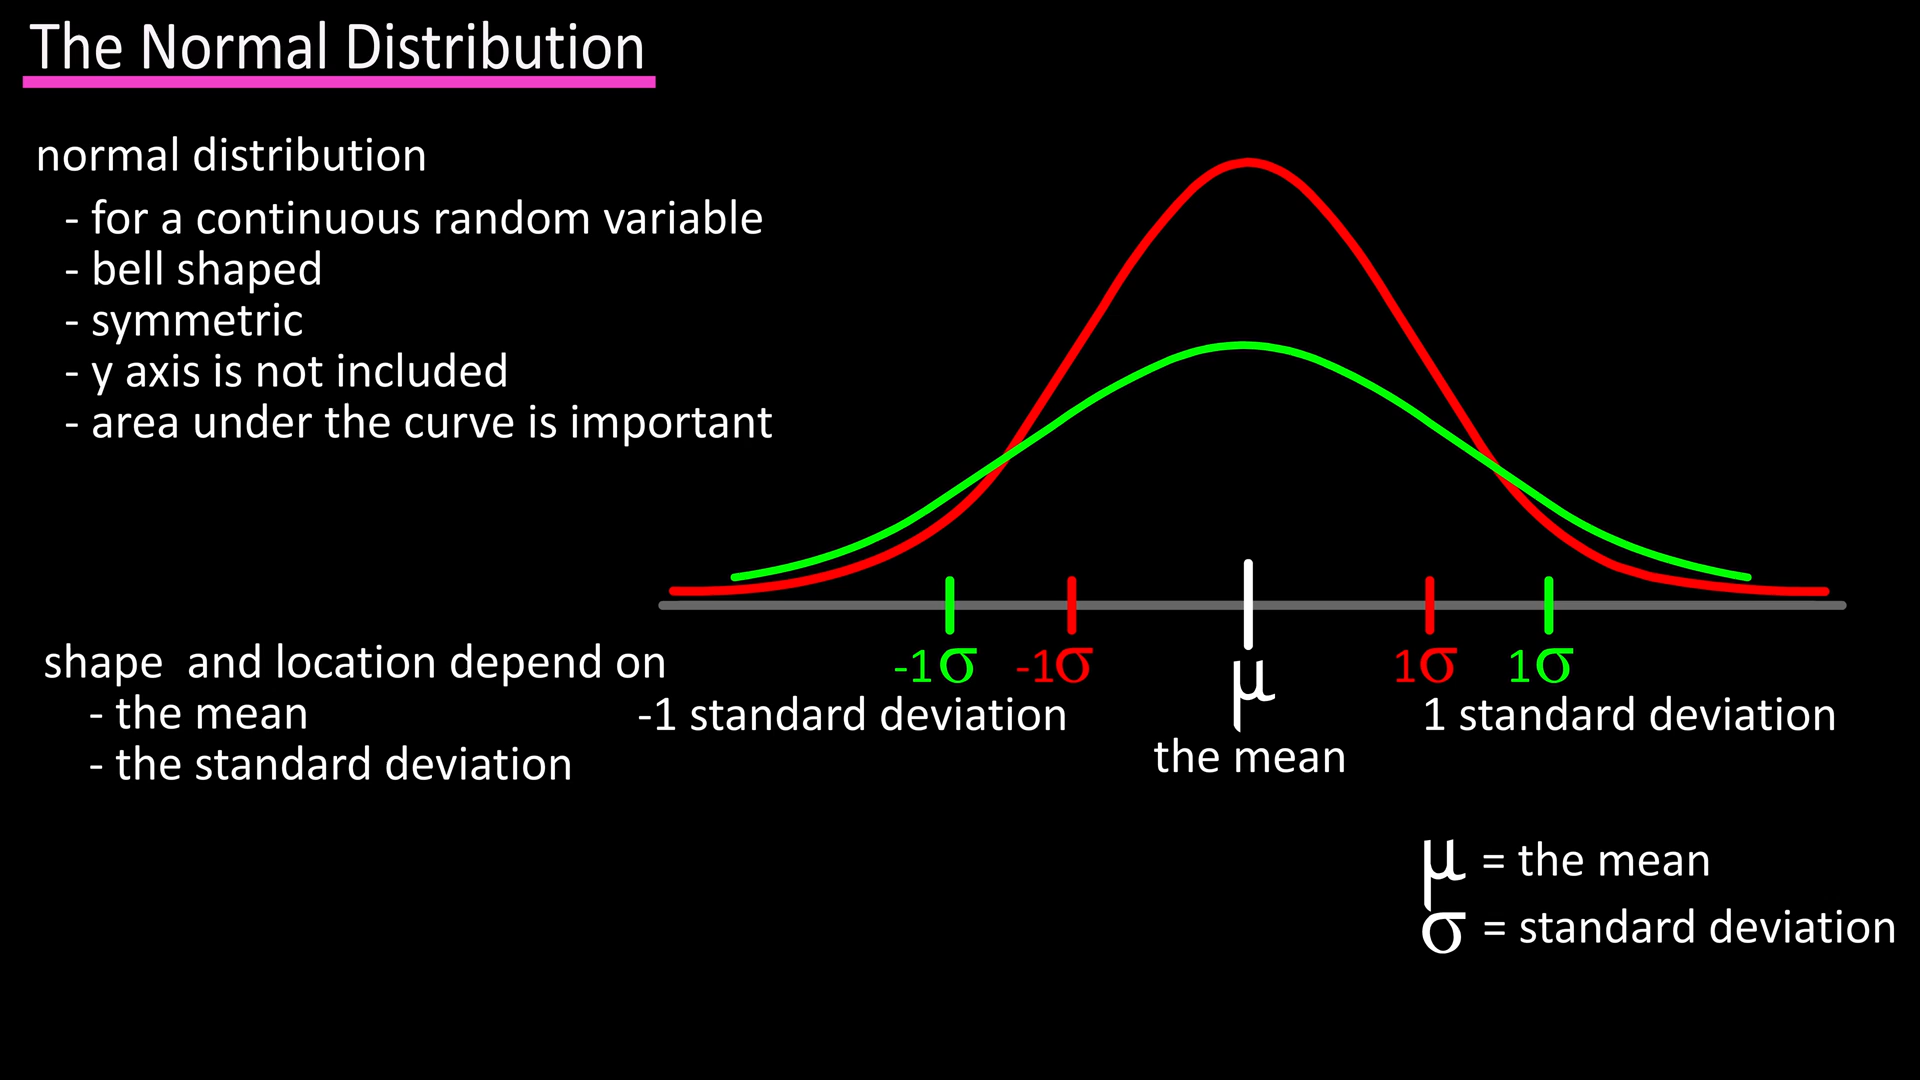 The Normal Distribution
normal distribution
- for a continuous random variable
- bell shaped
- symmetric
- y axis is not included
- area under the curve is important
shape and location depend on
- the mean
- the standard deviation
-1σ -1σ μ 1σ 1σ
-1 standard deviation
the mean
1 standard deviation
μ = the mean
σ = standard deviation